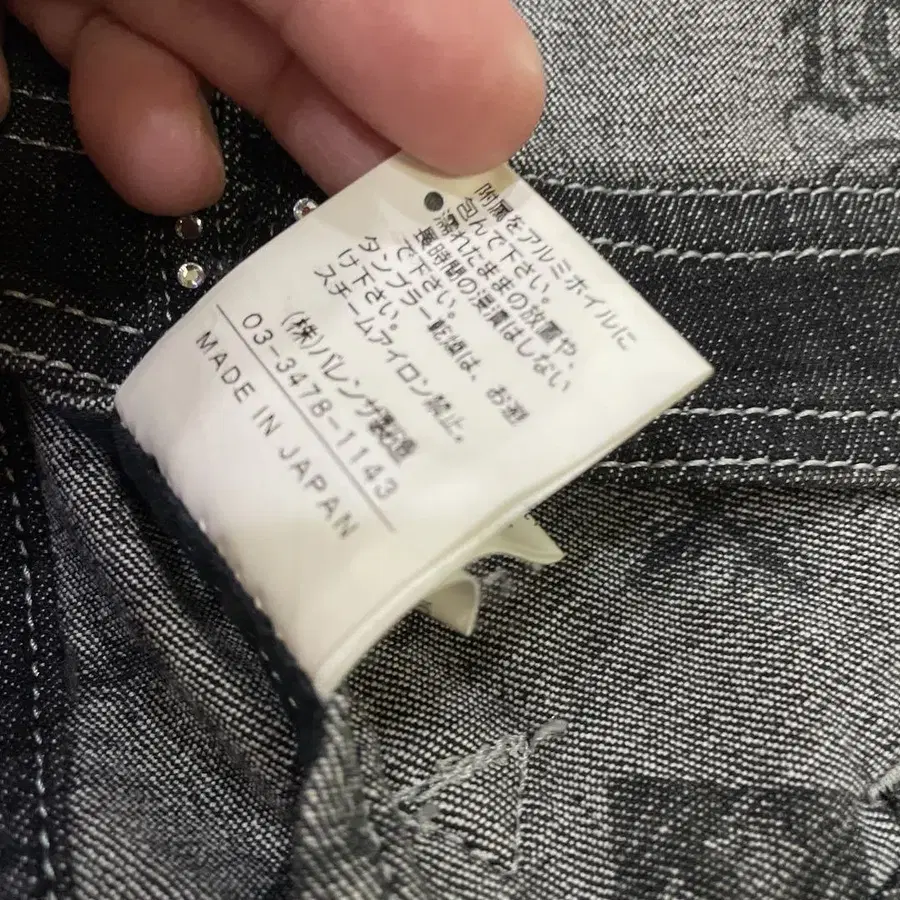 附属をアルミホイルに
包んで下さい。
●濡れたままの放置や、
長時間の浸漬はしない
で下さい。
タンブラー乾燥は、お避
け下さい。
スチームアイロン禁止。
(株)バレンザ
03-3478-1143
MADE IN JAPAN